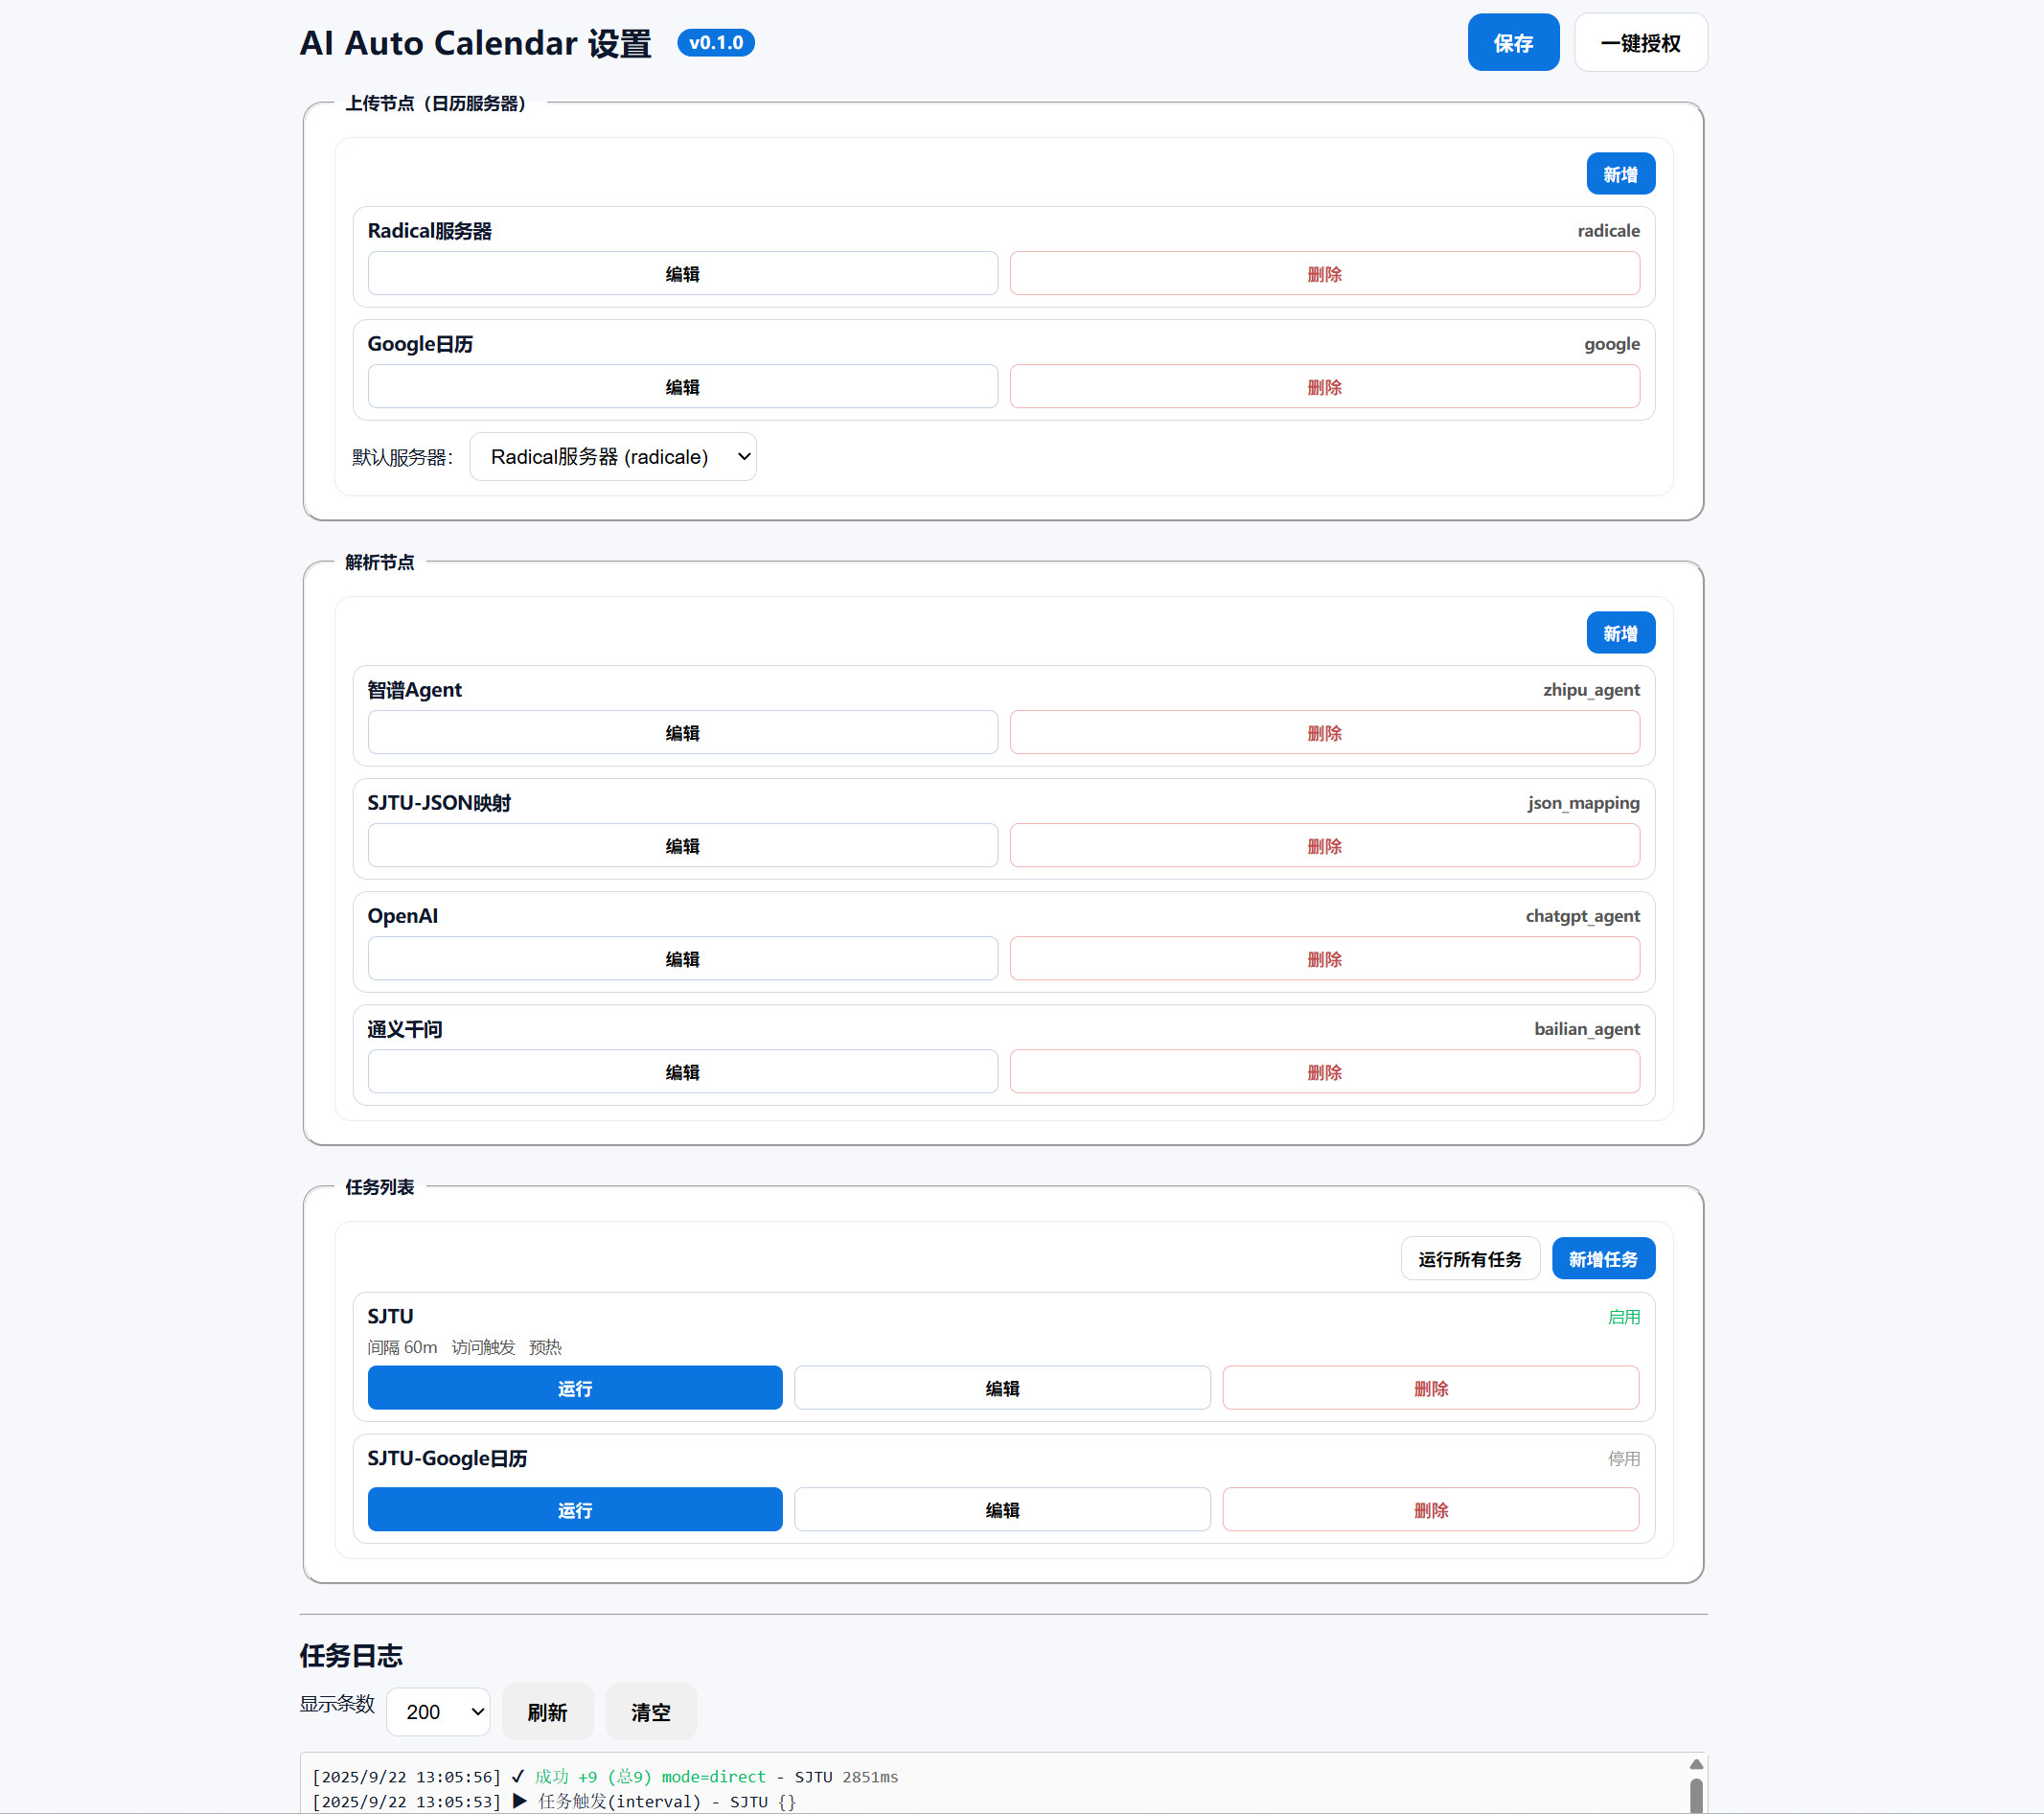 AI Auto Calendar 设置 v0.1.0 保存 一键授权
上传节点（日历服务器）
新增
Radical服务器 radicale
编辑 删除
Google日历 google
编辑 删除
默认服务器： Radical服务器 (radicale)
解析节点
新增
智谱Agent zhipu_agent
编辑 删除
SJTU-JSON映射 json_mapping
编辑 删除
OpenAI chatgpt_agent
编辑 删除
通义千问 bailian_agent
编辑 删除
任务列表
运行所有任务 新增任务
SJTU 启用
间隔 60m 访问触发 预热
运行 编辑 删除
SJTU-Google日历 停用
运行 编辑 删除
任务日志
显示条数 200 刷新 清空
[2025/9/22 13:05:56] ✓ 成功 +9 (总9) mode=direct - SJTU 2851ms
[2025/9/22 13:05:53] ▶ 任务触发(interval) - SJTU {}